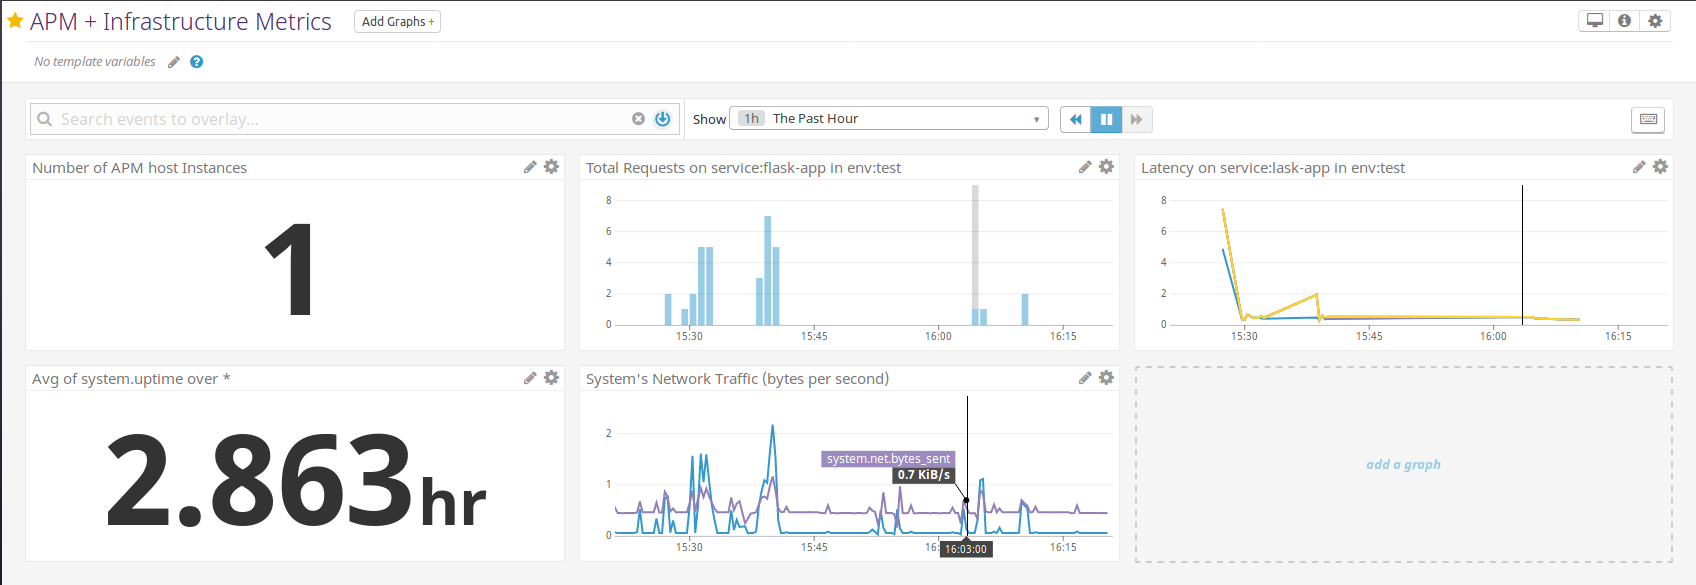 APM + Infrastructure Metrics
Add Graphs +
No template variables
?
Search events to overlay...
Show
1h The Past Hour
Number of APM host Instances
1
Total Requests on service:flask-app in env:test
8
6
4
2
0
15:30 15:45 16:00 16:15
Latency on service:lask-app in env:test
8
6
4
2
0
15:30 15:45 16:00 16:15
Avg of system.uptime over *
2.863hr
System's Network Traffic (bytes per second)
2
1
0
system.net.bytes_sent
0.7 KiB/s
15:30 15:45 16: 16:03:00 16:15
add a graph